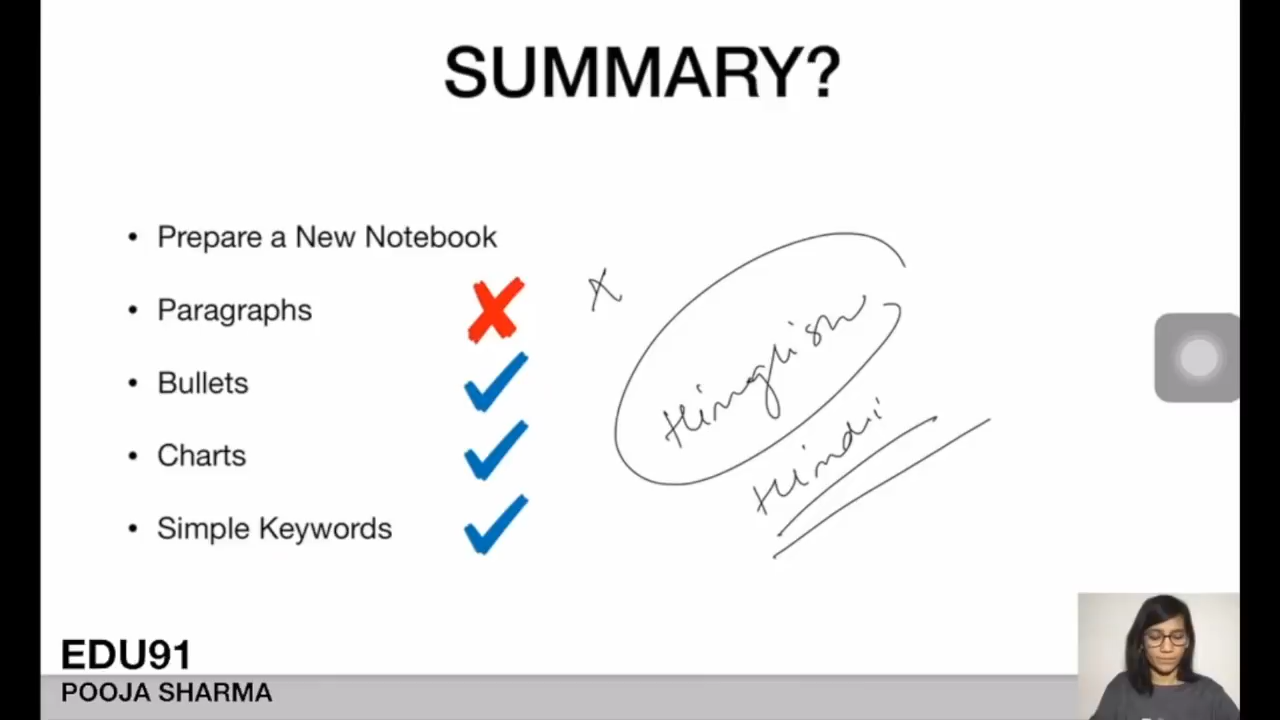 SUMMARY?
• Prepare a New Notebook
• Paragraphs
• Bullets
• Charts
• Simple Keywords
Hinglish
Hindi
EDU91
POOJA SHARMA